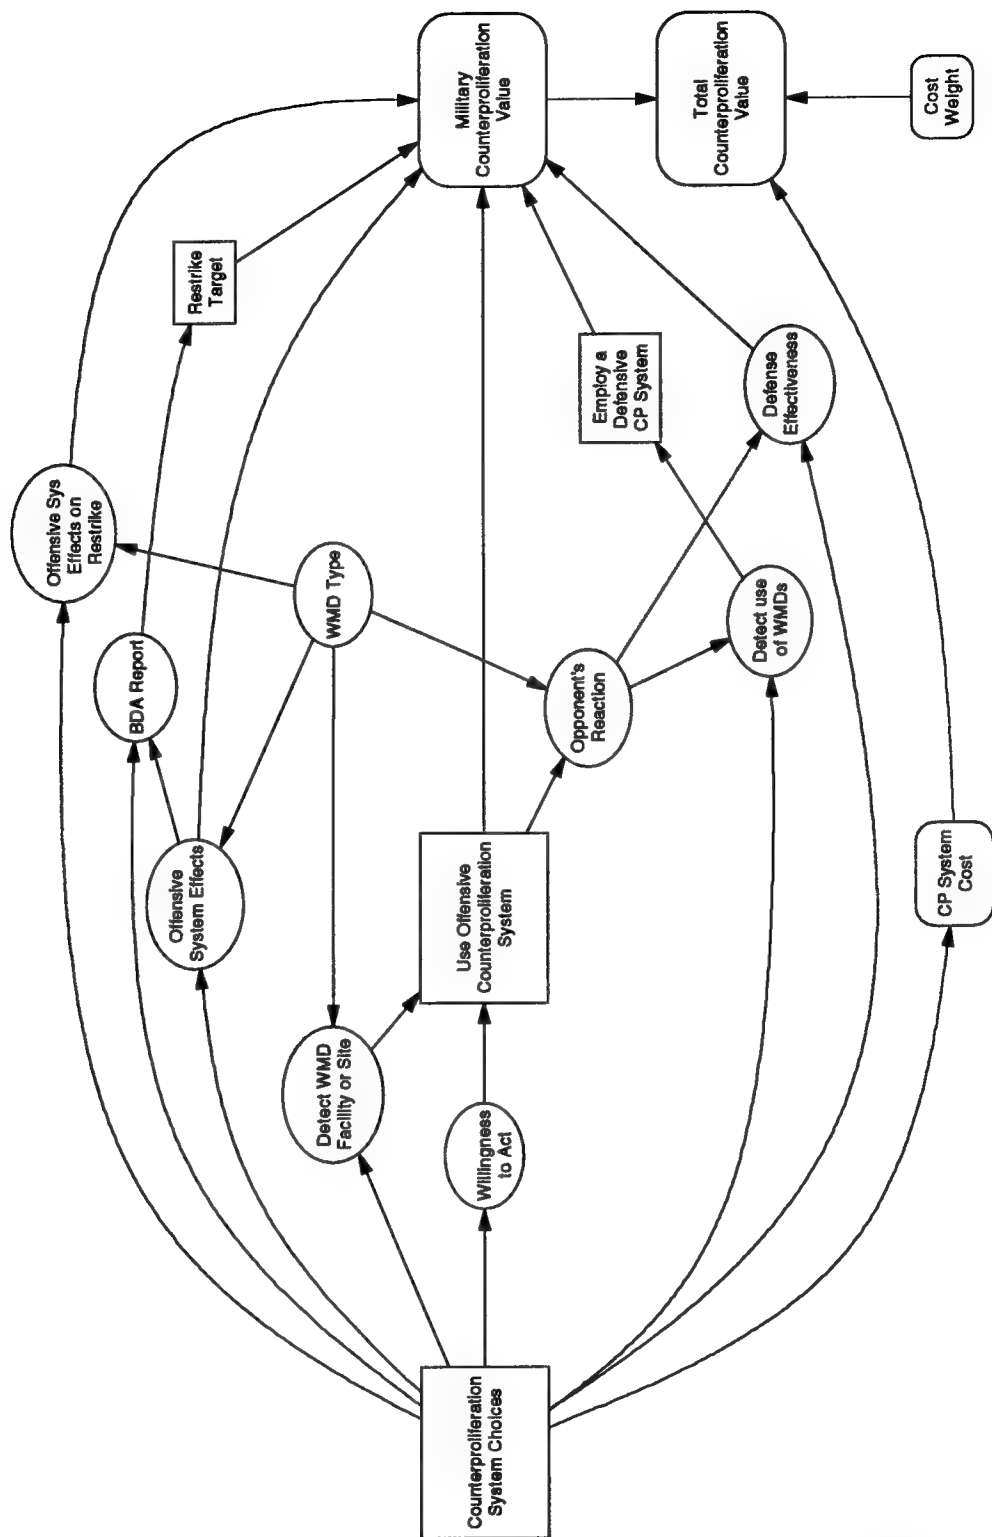 Offensive Sys
Effects on
Restrike
BDA Report
Restrike
Target
Offensive
System Effects
WMD Type
Detect WMD
Facility or Site
Military
Counterproliferation
Value
Counterproliferation
System Choices
Willingness
to Act
Use Offensive
Counterproliferation
System
Opponent's
Reaction
Employ a
Defensive
CP System
Detect use
of WMDs
Defense
Effectiveness
Total
Counterproliferation
Value
CP System
Cost
Cost
Weight